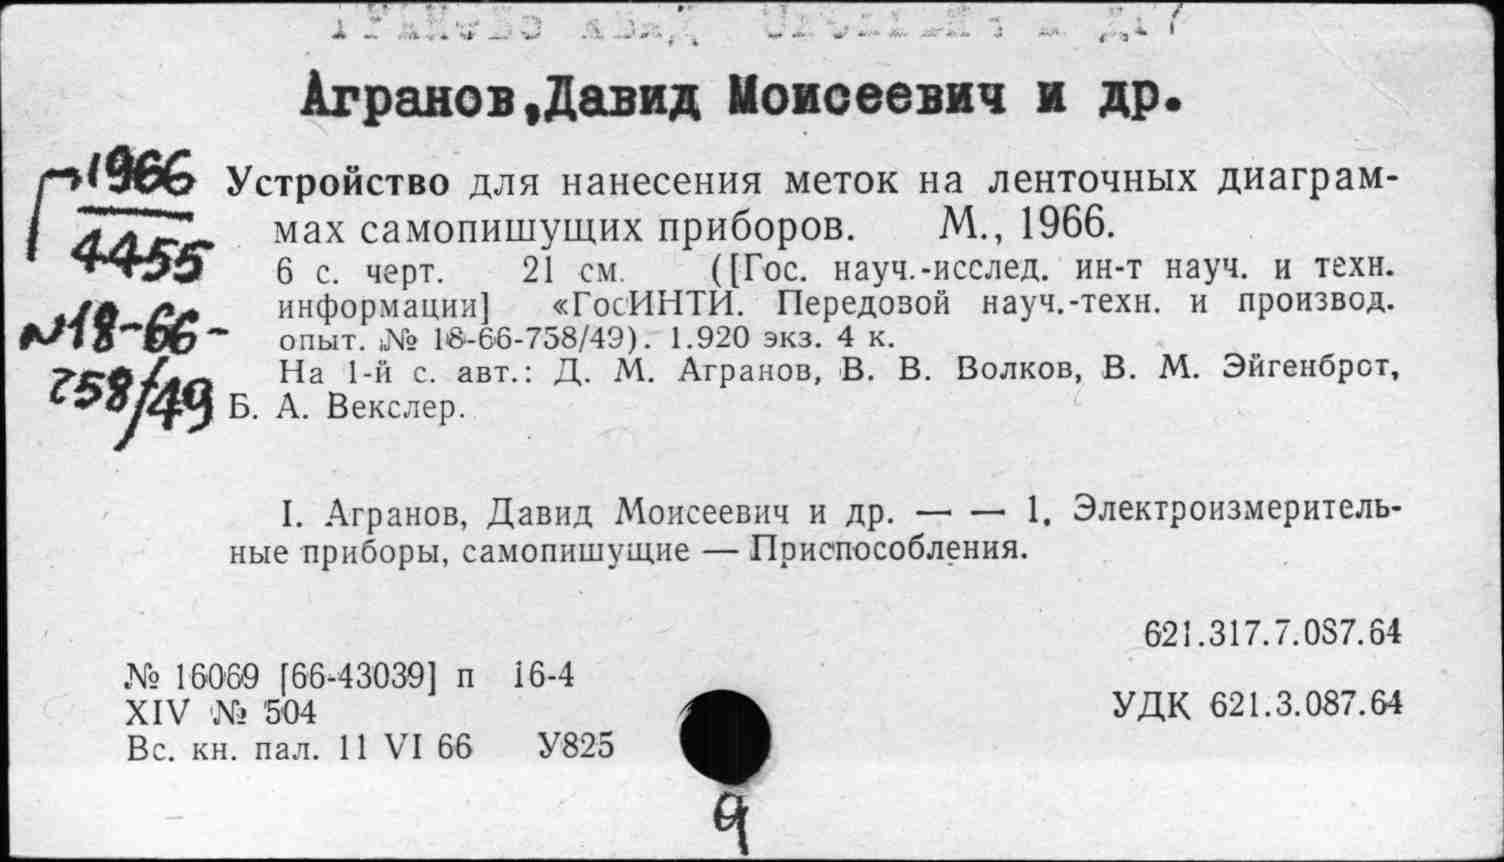 Агранов,Давид Моисеевич и др.
Г→1966
4455
№18-66-
758/49
Устройство для нанесения меток на ленточных диаграм-
мах самопишущих приборов. М., 1966.
6 с. черт. 21 см. ([Гос. науч.-исслед. ин-т науч. и техн.
информации] «ГосИНТИ. Передовой науч.-техн. и производ.
опыт. № 18-66-758/49). 1.920 экз. 4 к.
На 1-й с. авт.: Д. М. Агранов, В. В. Волков, В. М. Эйгенброт,
Б. А. Векслер.
I. Агранов, Давид Моисеевич и др. — — 1. Электроизмеритель-
ные приборы, самопишущие — Приспособления.
621.317.7.087.64
№ 16069 [66-43039] п 16-4
XIV № 504
УДК 621.3.087.64
Вс. кн. пал. 11 VI 66 У825